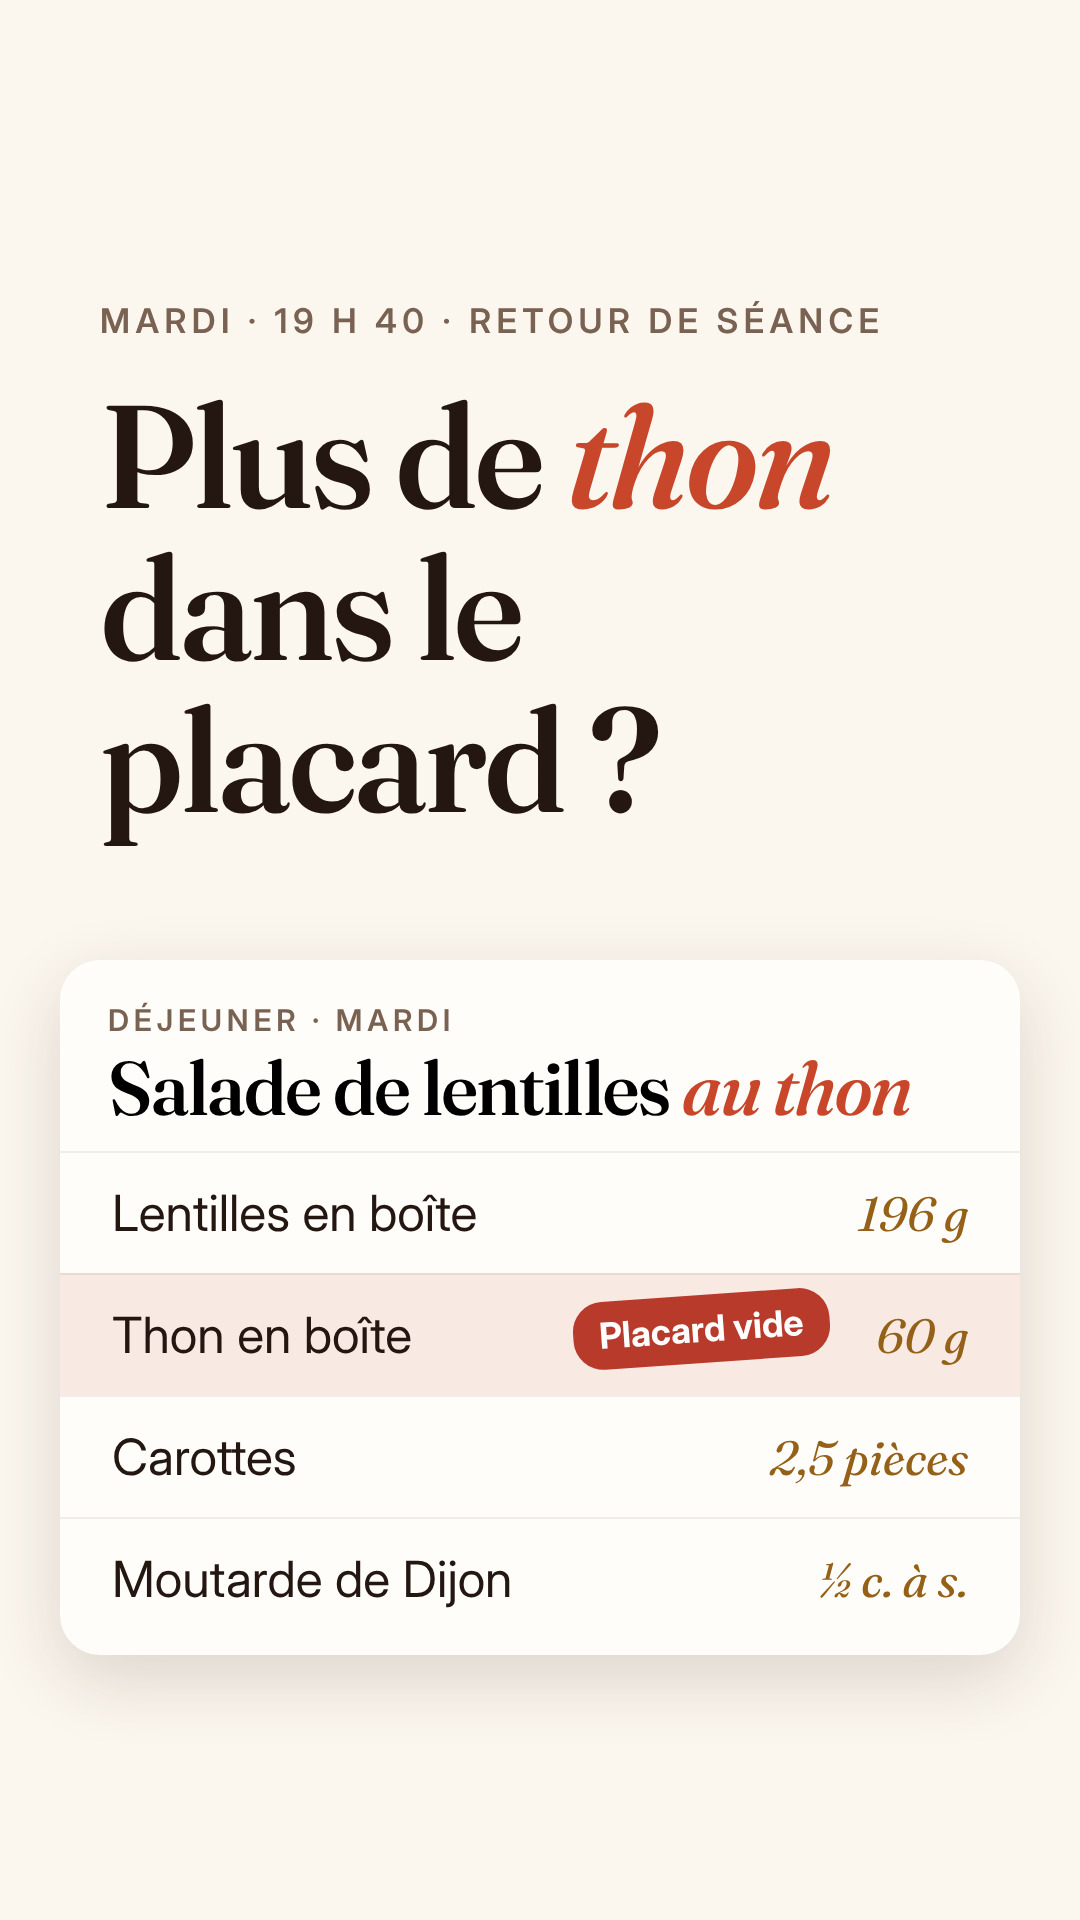 MARDI · 19 H 40 · RETOUR DE SÉANCE
Plus de thon
dans le
placard ?
DÉJEUNER · MARDI
Salade de lentilles au thon
Lentilles en boîte 196 g
Thon en boîte Placard vide 60 g
Carottes 2,5 pièces
Moutarde de Dijon ½ c. à s.